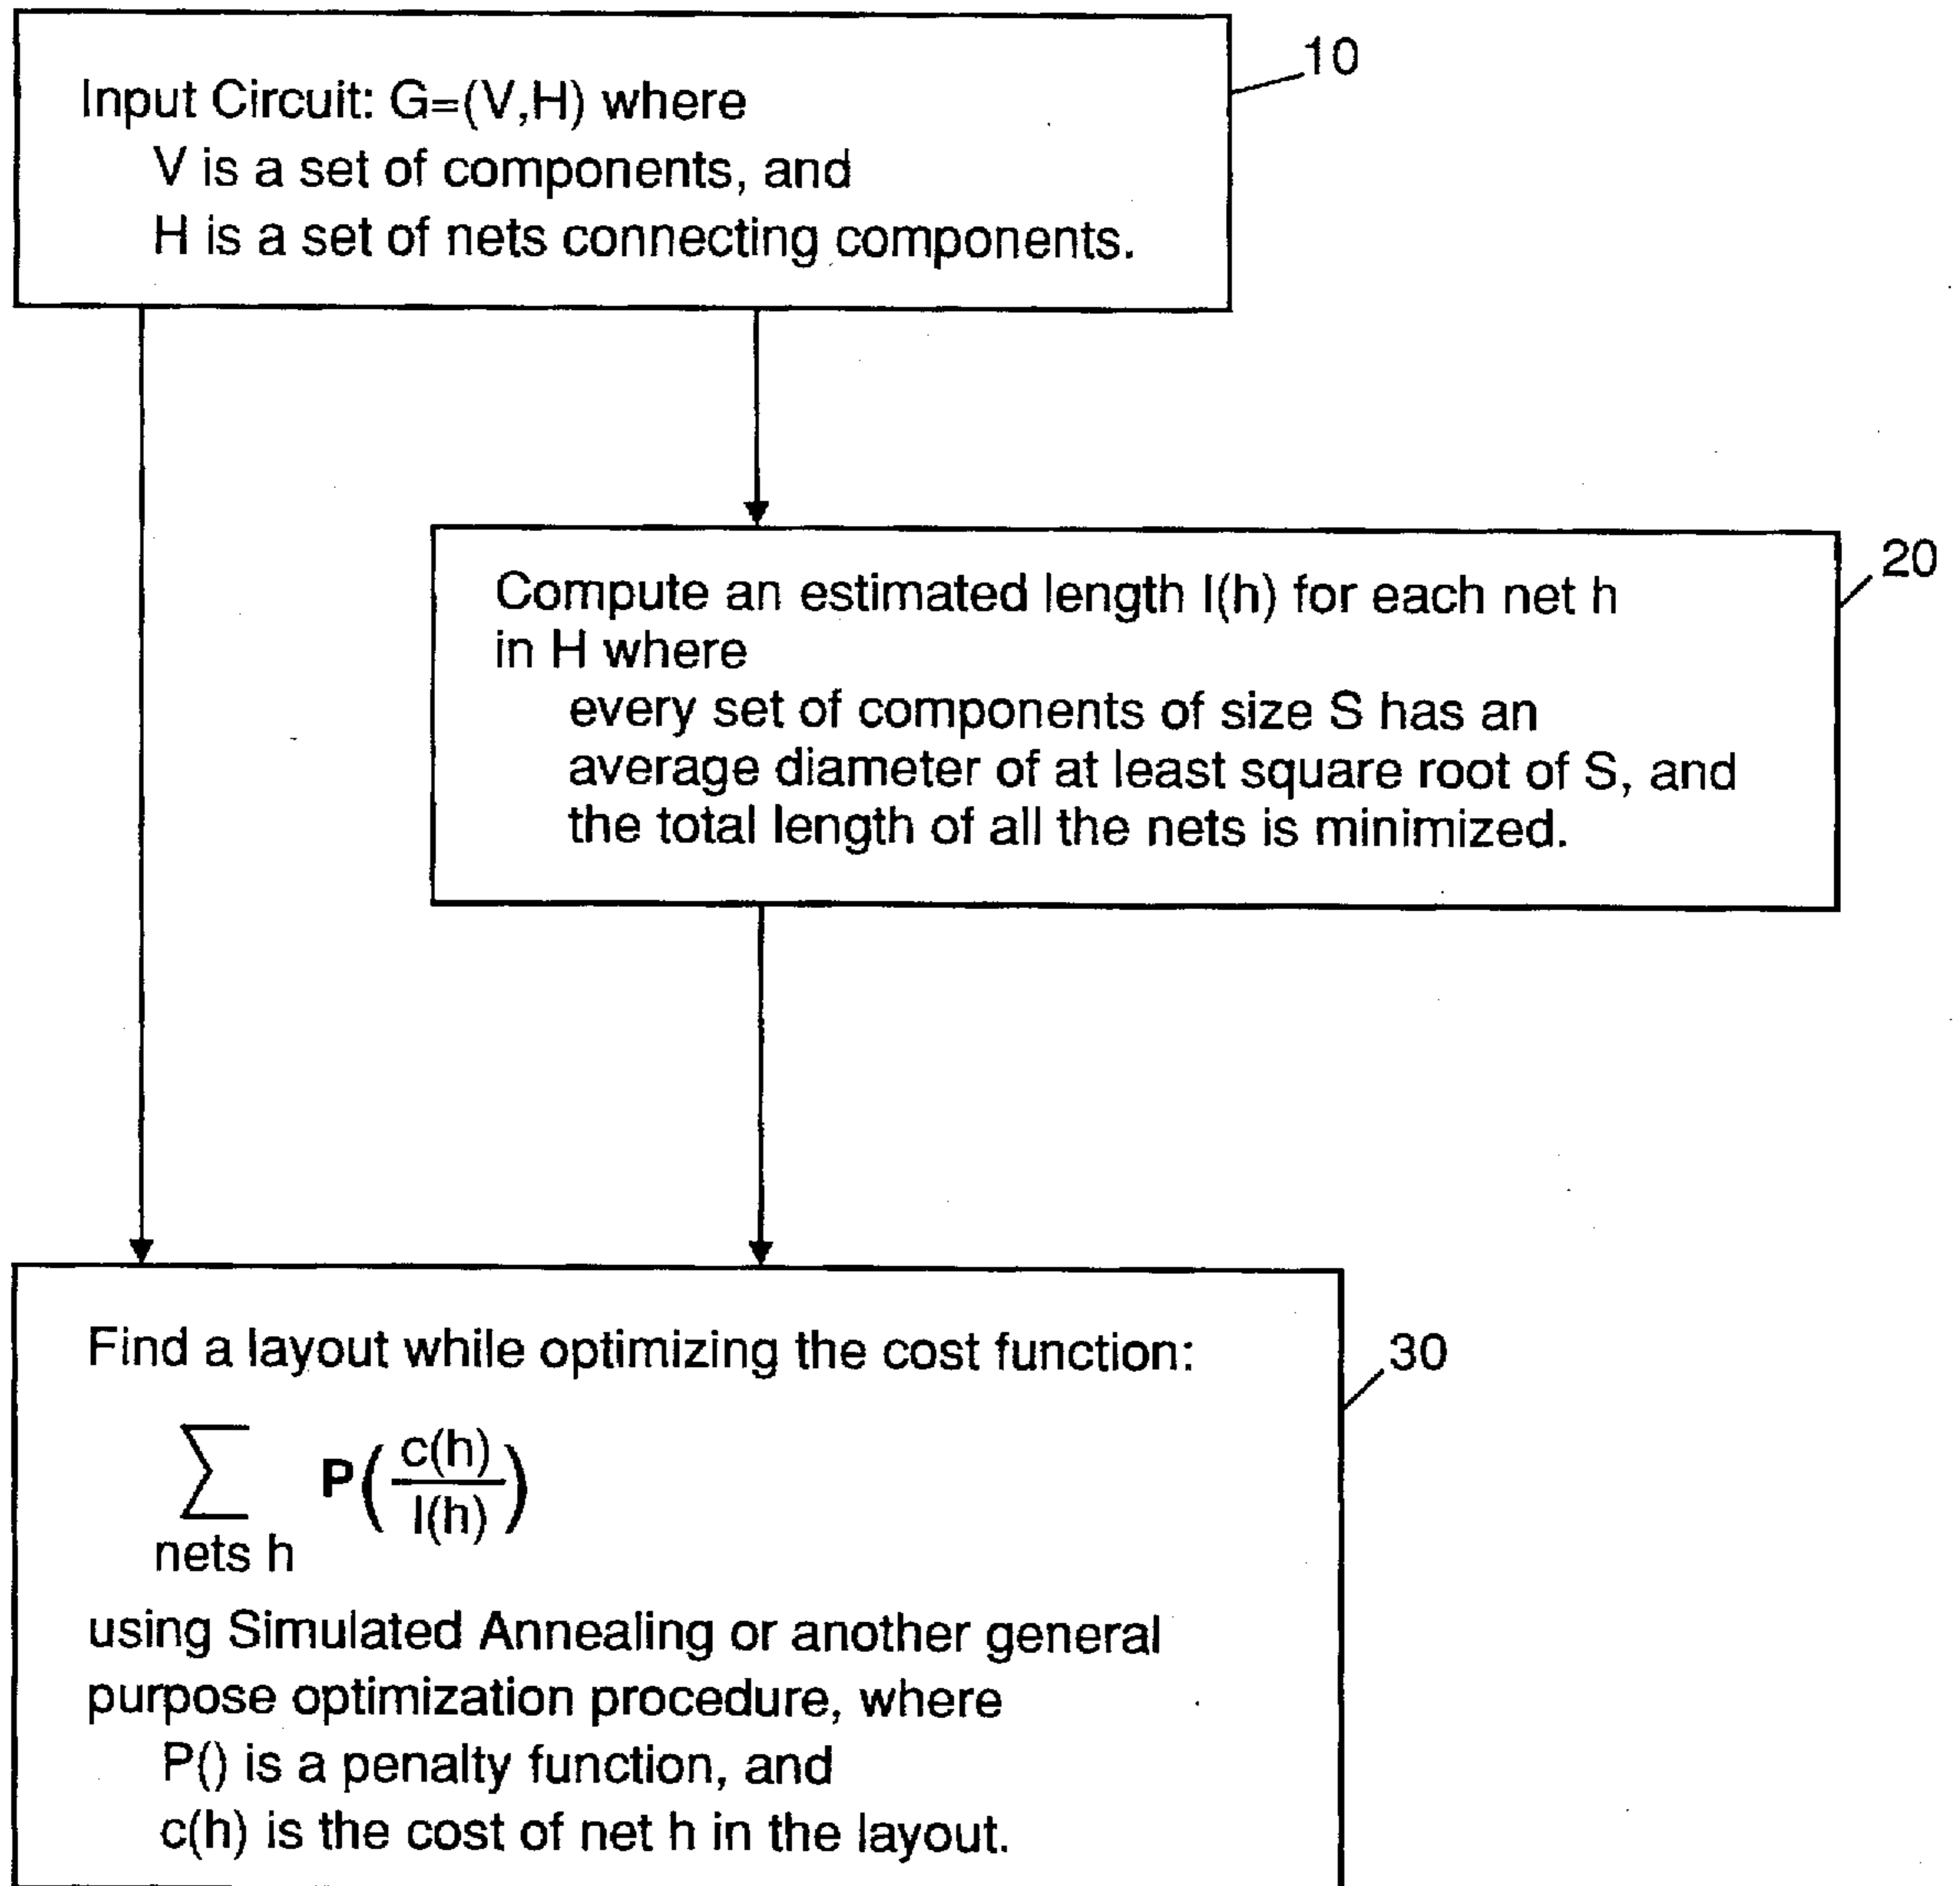 10
Input Circuit: G=(V,H) where
V is a set of components, and
H is a set of nets connecting components.
20
Compute an estimated length l(h) for each net h
in H where
every set of components of size S has an
average diameter of at least square root of S, and
the total length of all the nets is minimized.
Find a layout while optimizing the cost function:
30
∑ P(c(h)/l(h))
nets h
using Simulated Annealing or another general
purpose optimization procedure, where
P() is a penalty function, and
c(h) is the cost of net h in the layout.